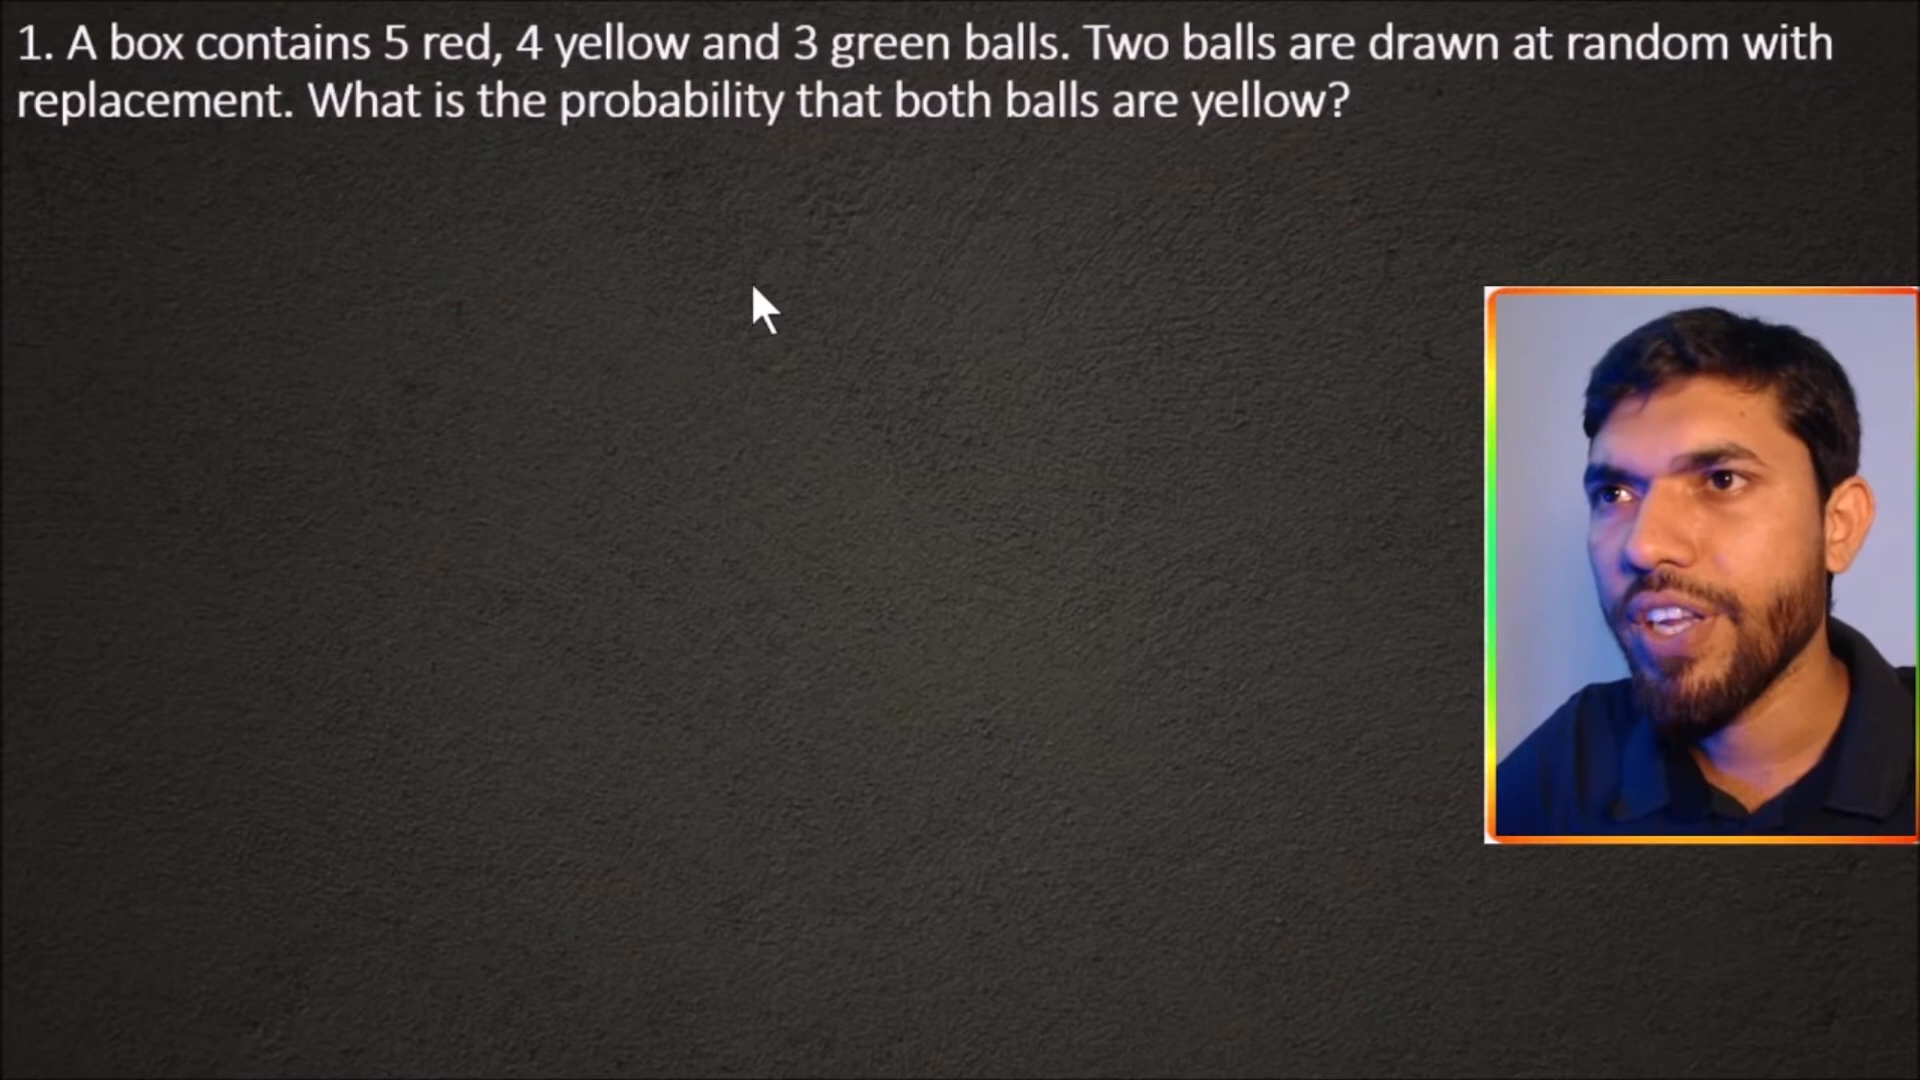 1. A box contains 5 red, 4 yellow and 3 green balls. Two balls are drawn at random with
replacement. What is the probability that both balls are yellow?